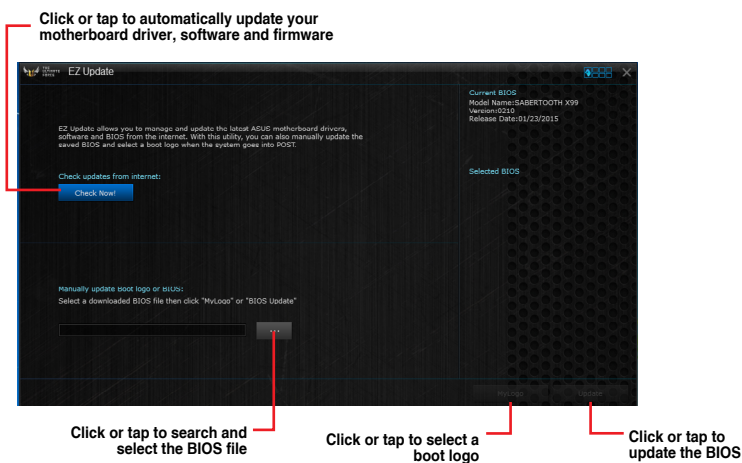 Click or tap to automatically update your
motherboard driver, software and firmware
THE
ULTIMATE
FORCE
EZ Update
Current BIOS
Model Name:SABERTOOTH X99
Version:0210
Release Date:01/23/2015
EZ Update allows you to manage and update the latest ASUS motherboard drivers,
software and BIOS from the internet. With this utility, you can also manually update the
saved BIOS and select a boot logo when the system goes into POST.
Check updates from internet:
Selected BIOS
Check Now!
Manually update Boot logo or BIOS:
Select a downloaded BIOS file then click "MyLogo" or "BIOS Update"
...
MyLogo
Update
Click or tap to search and
select the BIOS file
Click or tap to select a
boot logo
Click or tap to
update the BIOS